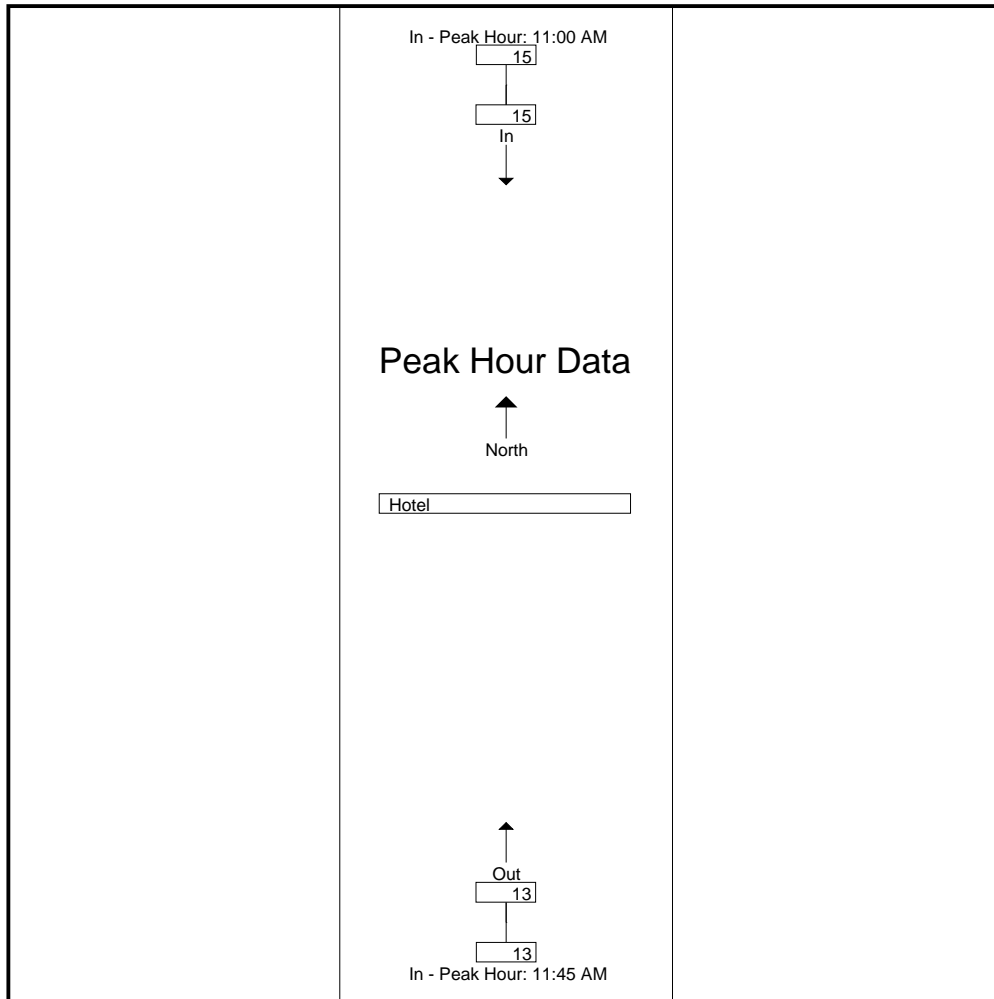 In - Peak Hour: 11:00 AM
15
15
In
Peak Hour Data
North
Hotel
Out
13
13
In - Peak Hour: 11:45 AM